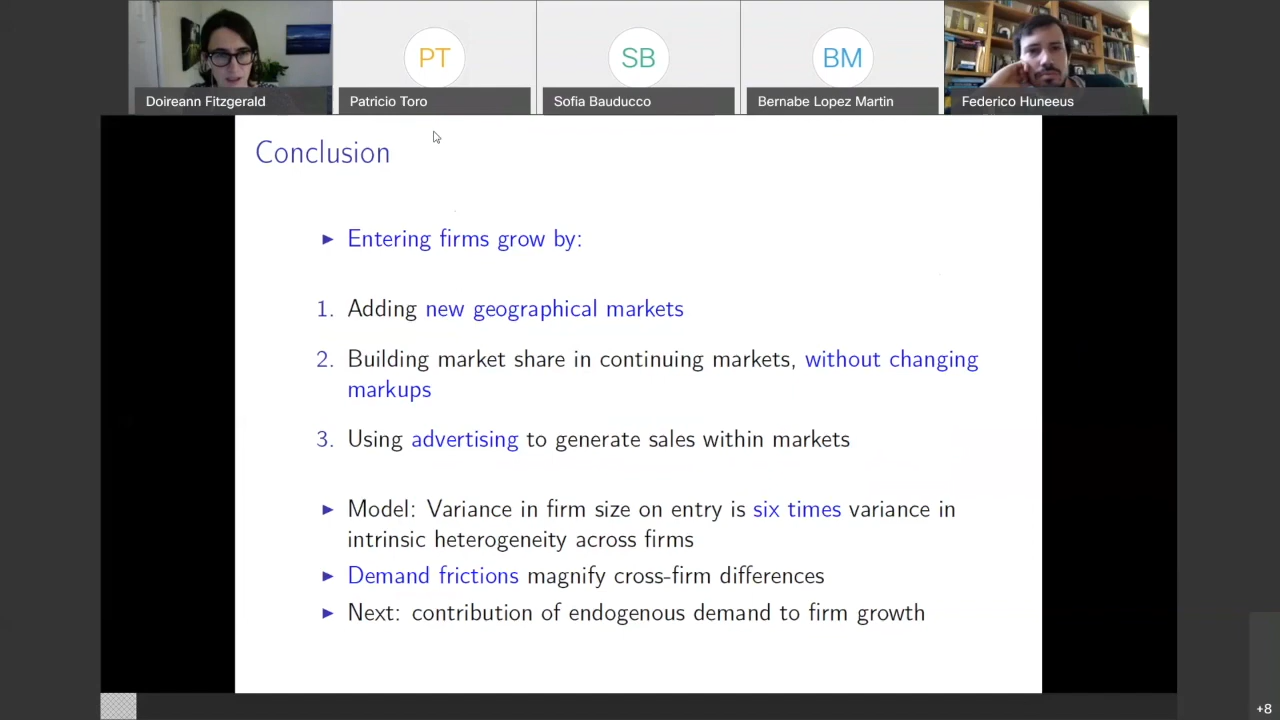 PT
SB
BM
Doireann Fitzgerald
Patricio Toro
Sofia Bauducco
Bernabe Lopez Martin
Federico Huneeus
Conclusion
▶ Entering firms grow by:
1. Adding new geographical markets
2. Building market share in continuing markets, without changing
markups
3. Using advertising to generate sales within markets
▶ Model: Variance in firm size on entry is six times variance in
intrinsic heterogeneity across firms
▶ Demand frictions magnify cross-firm differences
▶ Next: contribution of endogenous demand to firm growth
+8